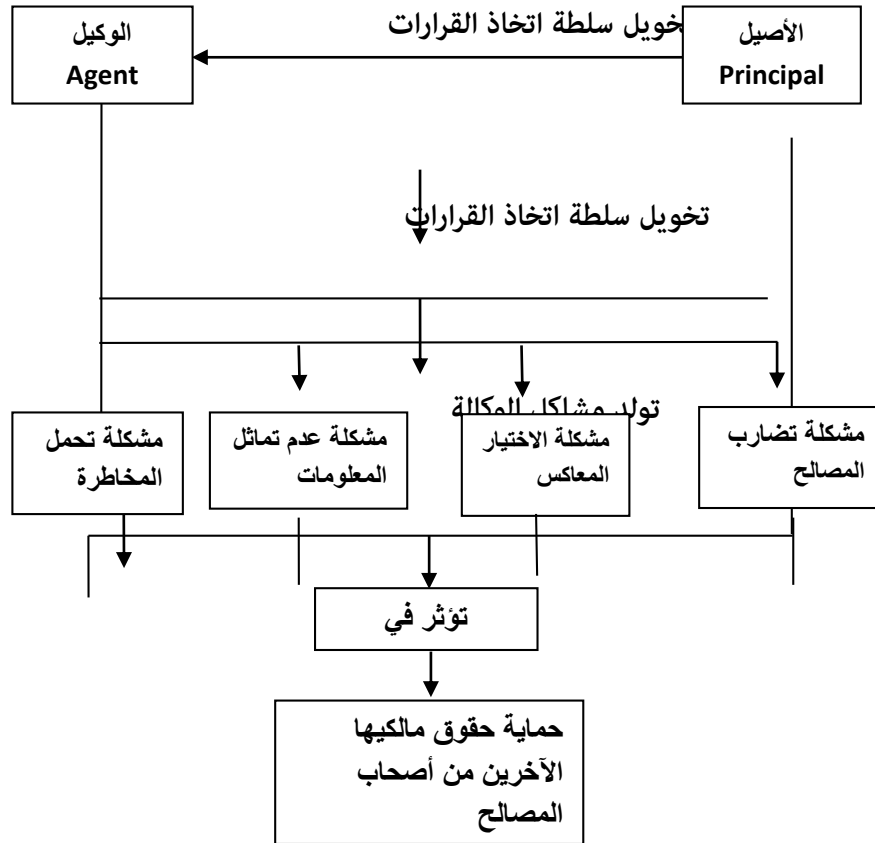 الأصيل
Principal
تخويل سلطة اتخاذ القرارات
الوكيل
Agent
تخويل سلطة اتخاذ القرارات
تولد مشاكل الوكالة
مشكلة تضارب
المصالح
مشكلة الاختيار
المعاكس
مشكلة عدم تماثل
المعلومات
مشكلة تحمل
المخاطرة
تؤثر في
حماية حقوق مالكيها
الآخرين من أصحاب
المصالح